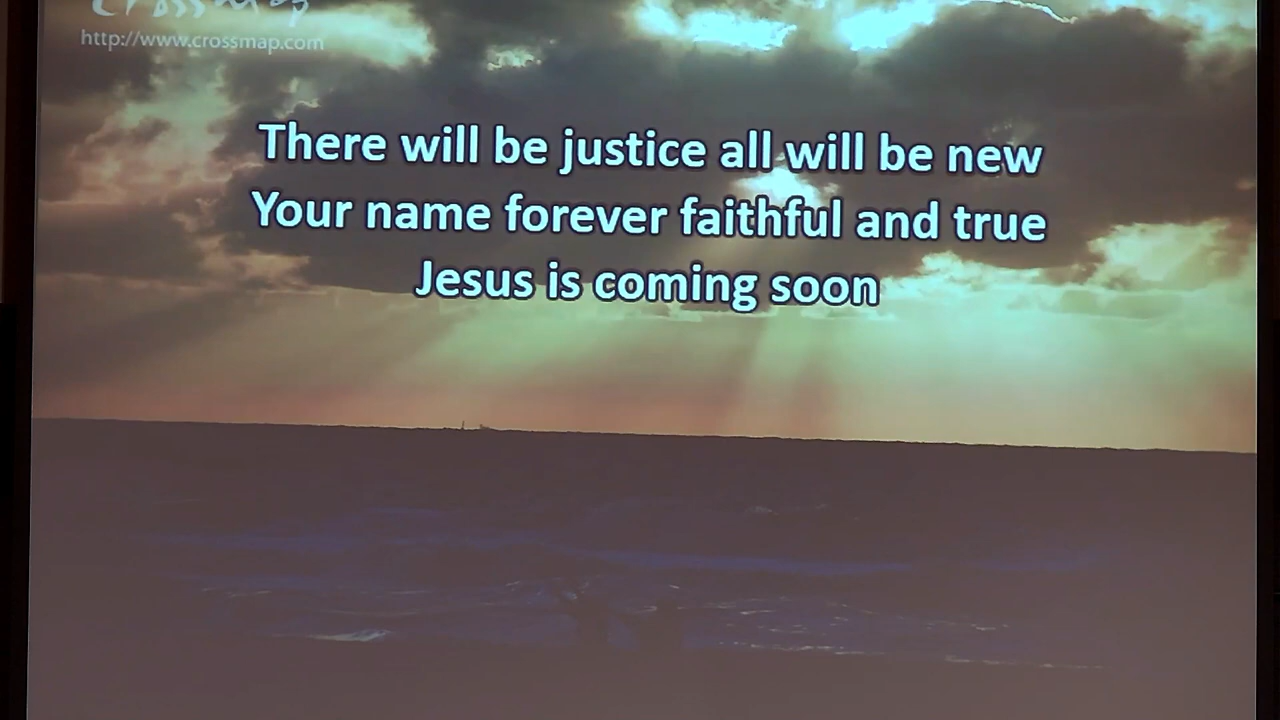 Crossmap
http://www.crossmap.com
There will be justice all will be new
Your name forever faithful and true
Jesus is coming soon